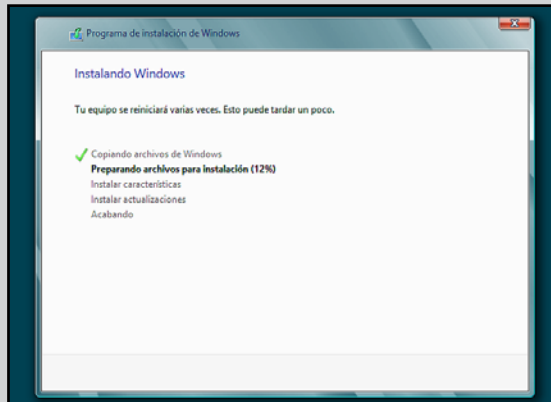 Programa de instalación de Windows
Instalando Windows
Tu equipo se reiniciará varias veces. Esto puede tardar un poco.
Copiando archivos de Windows
Preparando archivos para instalación (12%)
Instalar características
Instalar actualizaciones
Acabando